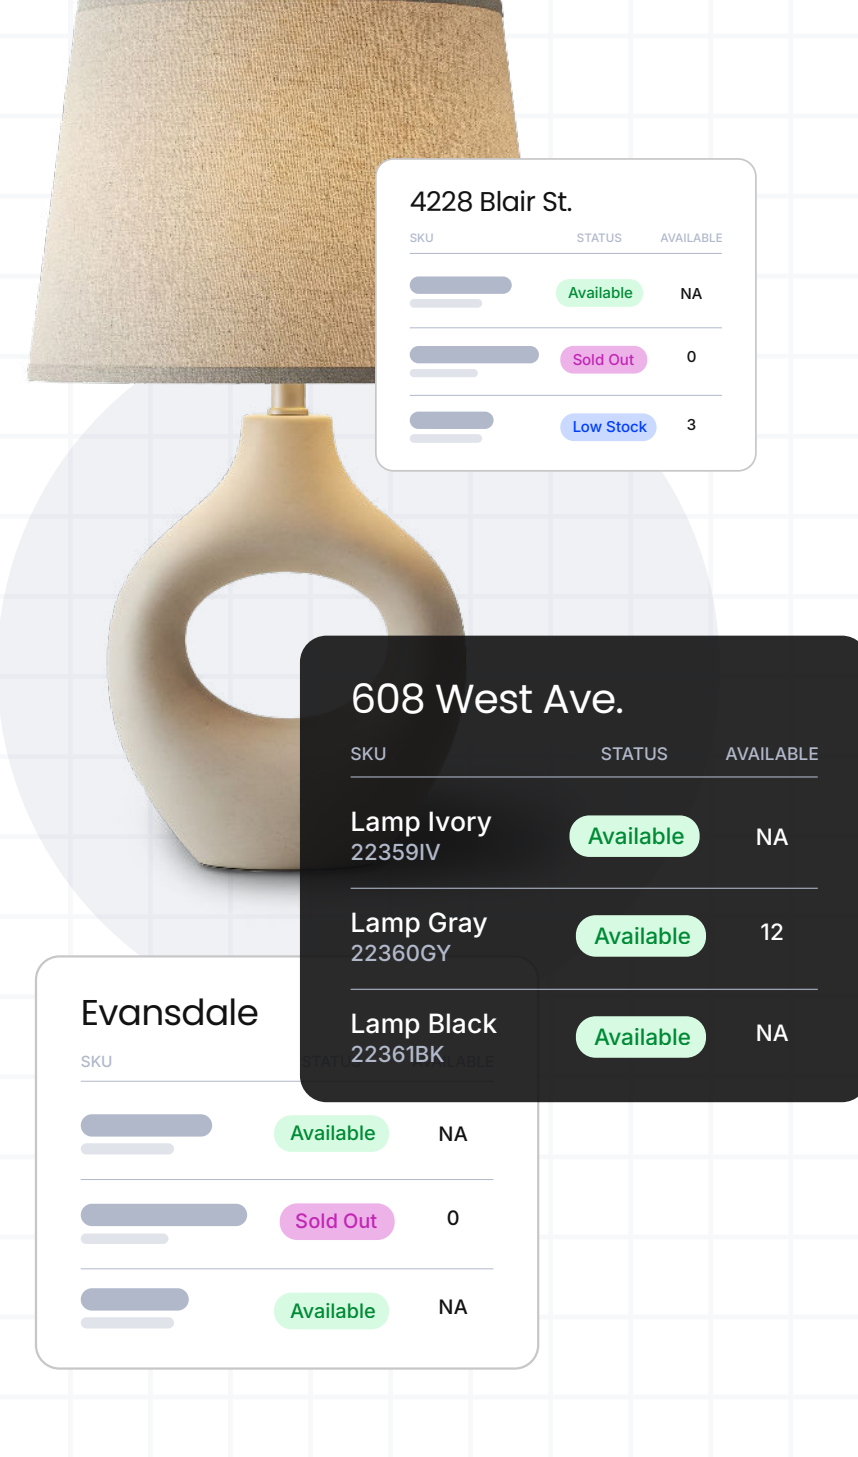 4228 Blair St.
SKU STATUS AVAILABLE
Available NA
Sold Out 0
Low Stock 3
608 West Ave.
SKU STATUS AVAILABLE
Lamp Ivory
22359IV
Available NA
Lamp Gray
22360GY
Available 12
Lamp Black
22361BK
Available NA
Evansdale
SKU STATUS AVAILABLE
Available NA
Sold Out 0
Available NA